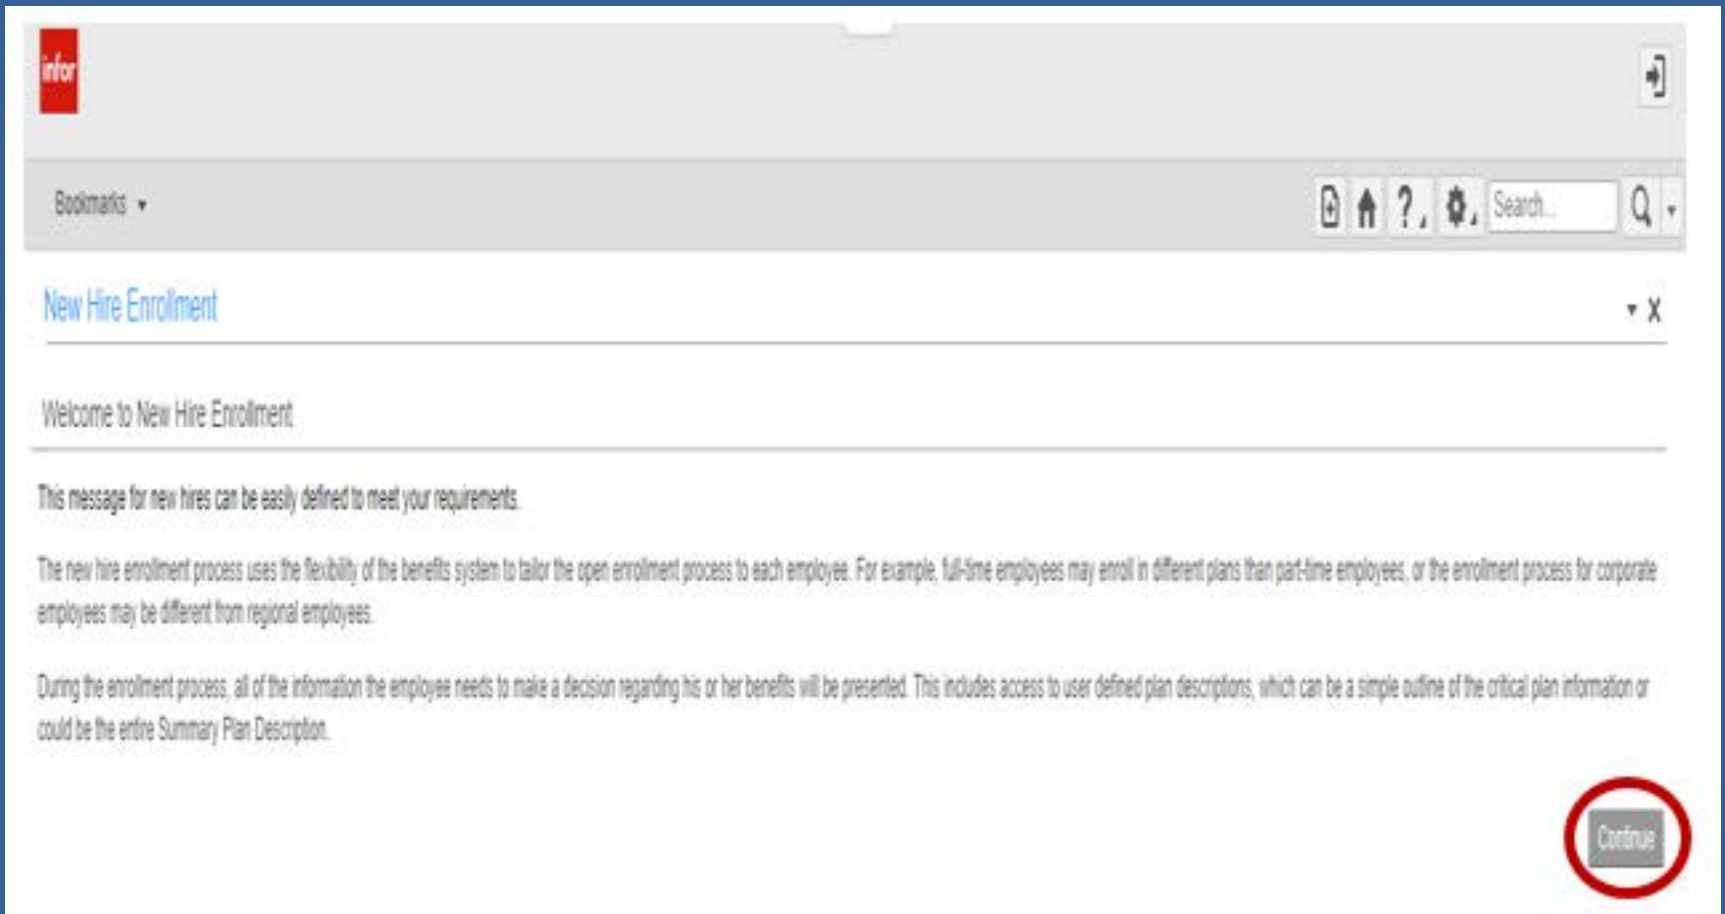 infor
Bookmarks
Search...
New Hire Enrollment
X
Welcome to New Hire Enrollment
This message for new hires can be easily defined to meet your requirements.
The new hire enrollment process uses the flexibility of the benefits system to tailor the open enrollment process to each employee. For example, full-time employees may enroll in different plans than part-time employees, or the enrollment process for corporate
employees may be different from regional employees.
During the enrollment process, all of the information the employee needs to make a decision regarding his or her benefits will be presented. This includes access to user defined plan descriptions, which can be a simple outline of the critical plan information or
could be the entire Summary Plan Description.
Continue